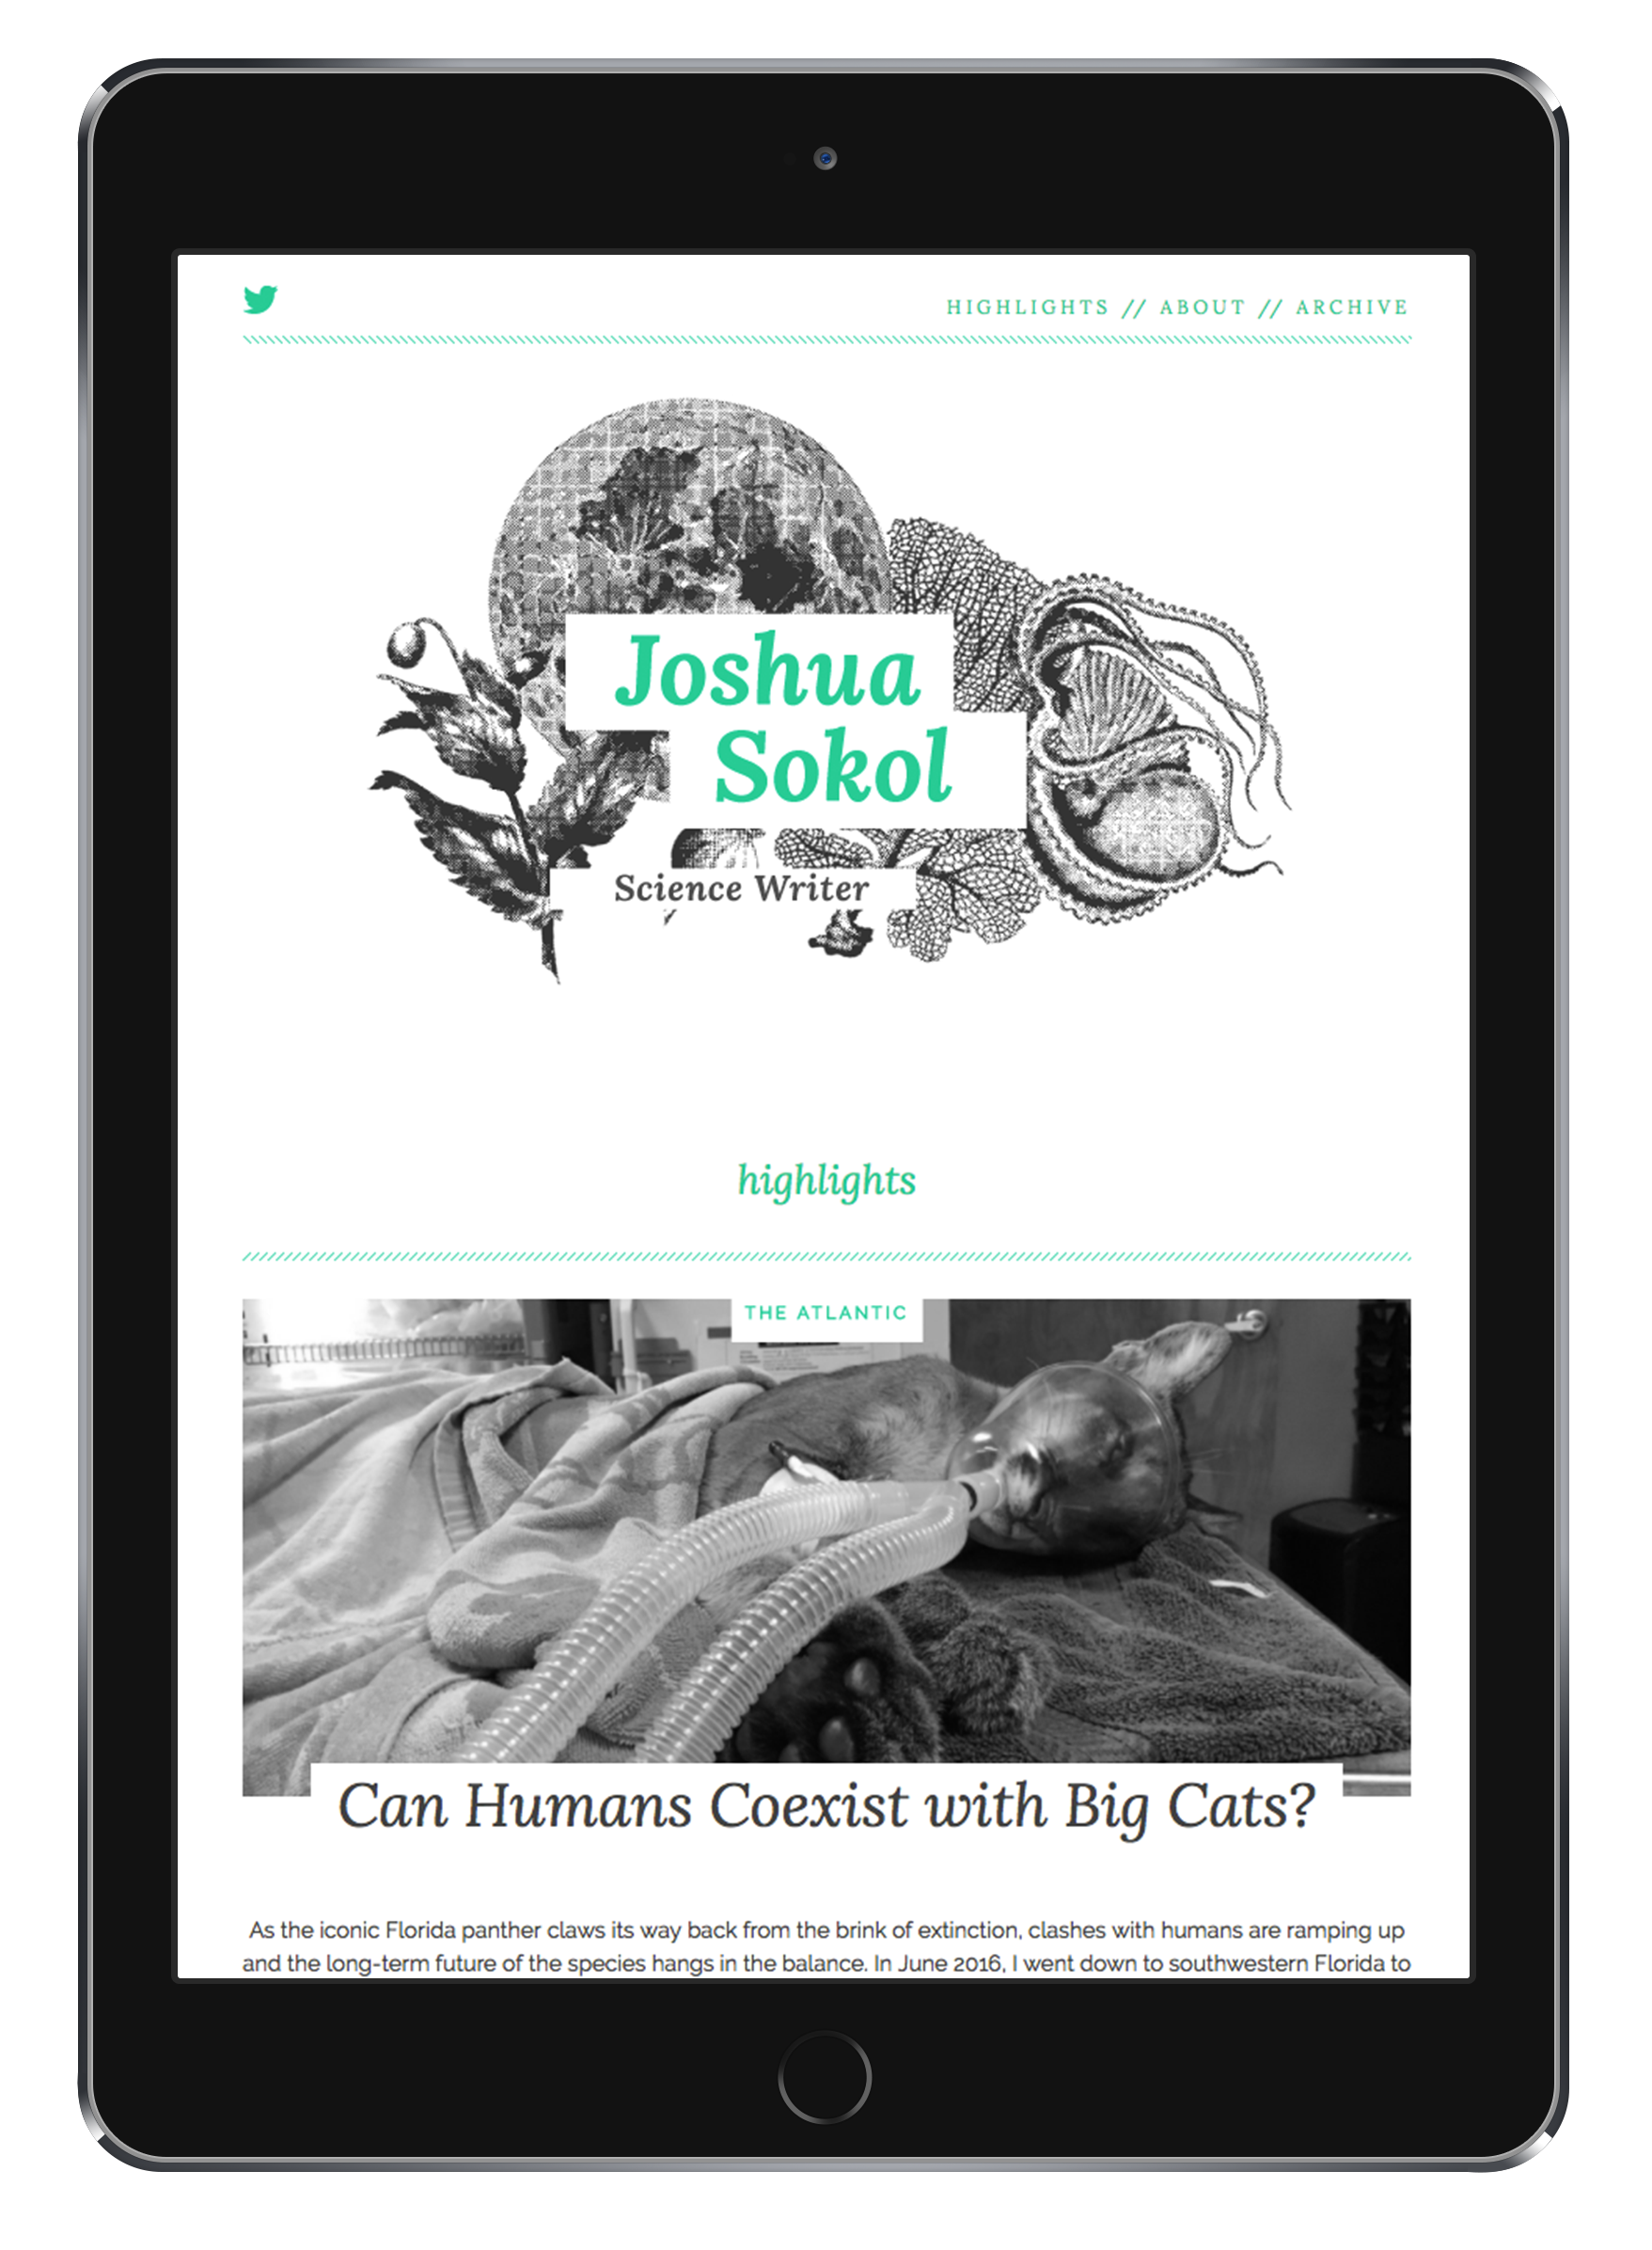 HIGHLIGHTS // ABOUT // ARCHIVE
Joshua
Sokol
Science Writer
highlights
THE ATLANTIC
Can Humans Coexist with Big Cats?
As the iconic Florida panther claws its way back from the brink of extinction, clashes with humans are ramping up
and the long-term future of the species hangs in the balance. In June 2016, I went down to southwestern Florida to